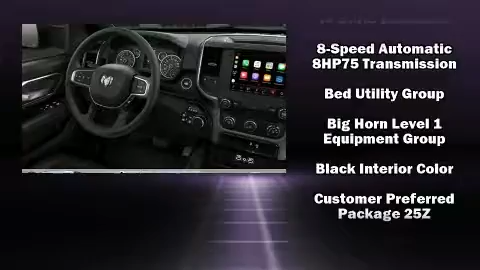 8-Speed Automatic
8HP75 Transmission
Bed Utility Group
Big Horn Level 1
Equipment Group
Black Interior Color
Customer Preferred
Package 25Z